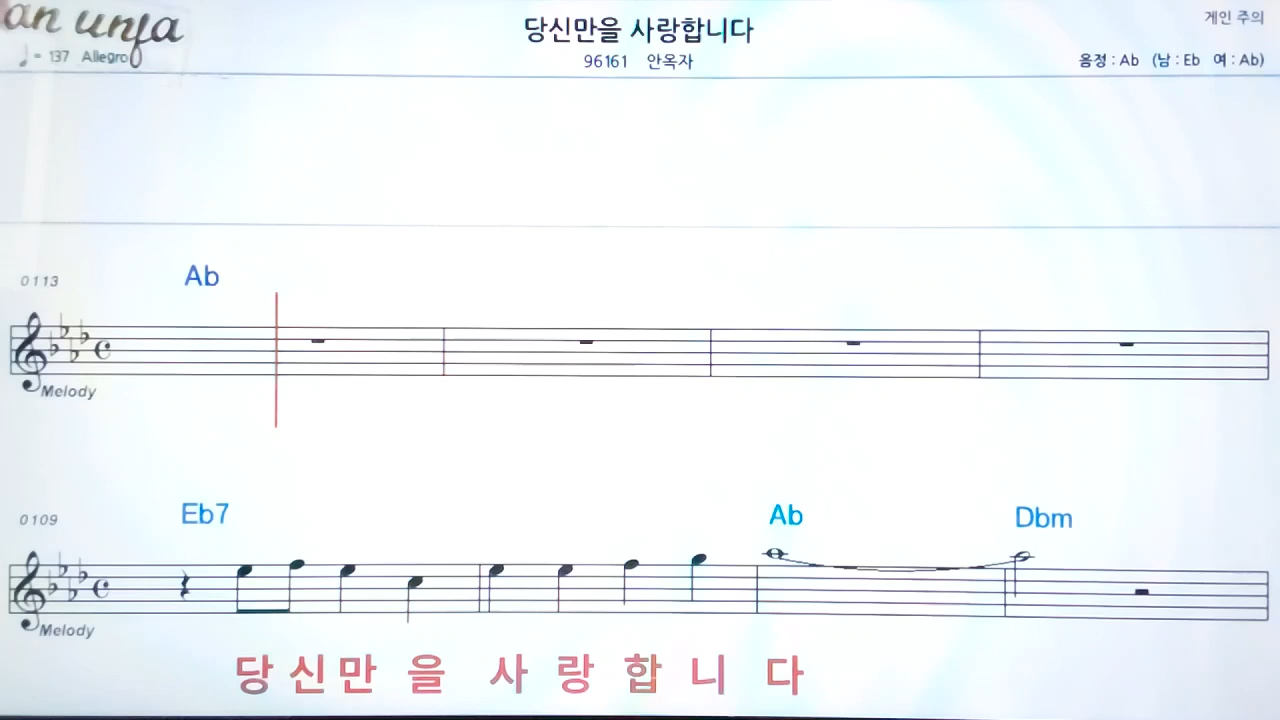 an unja
당신만을 사랑합니다
게인 주의
♩= 137 Allegro
96161 안옥자
음정 : Ab (남 : Eb 여 : Ab)
0113
Ab
Melody
0109
Eb7 Ab Dbm
Melody
당 신 만 을 사 랑 합 니 다